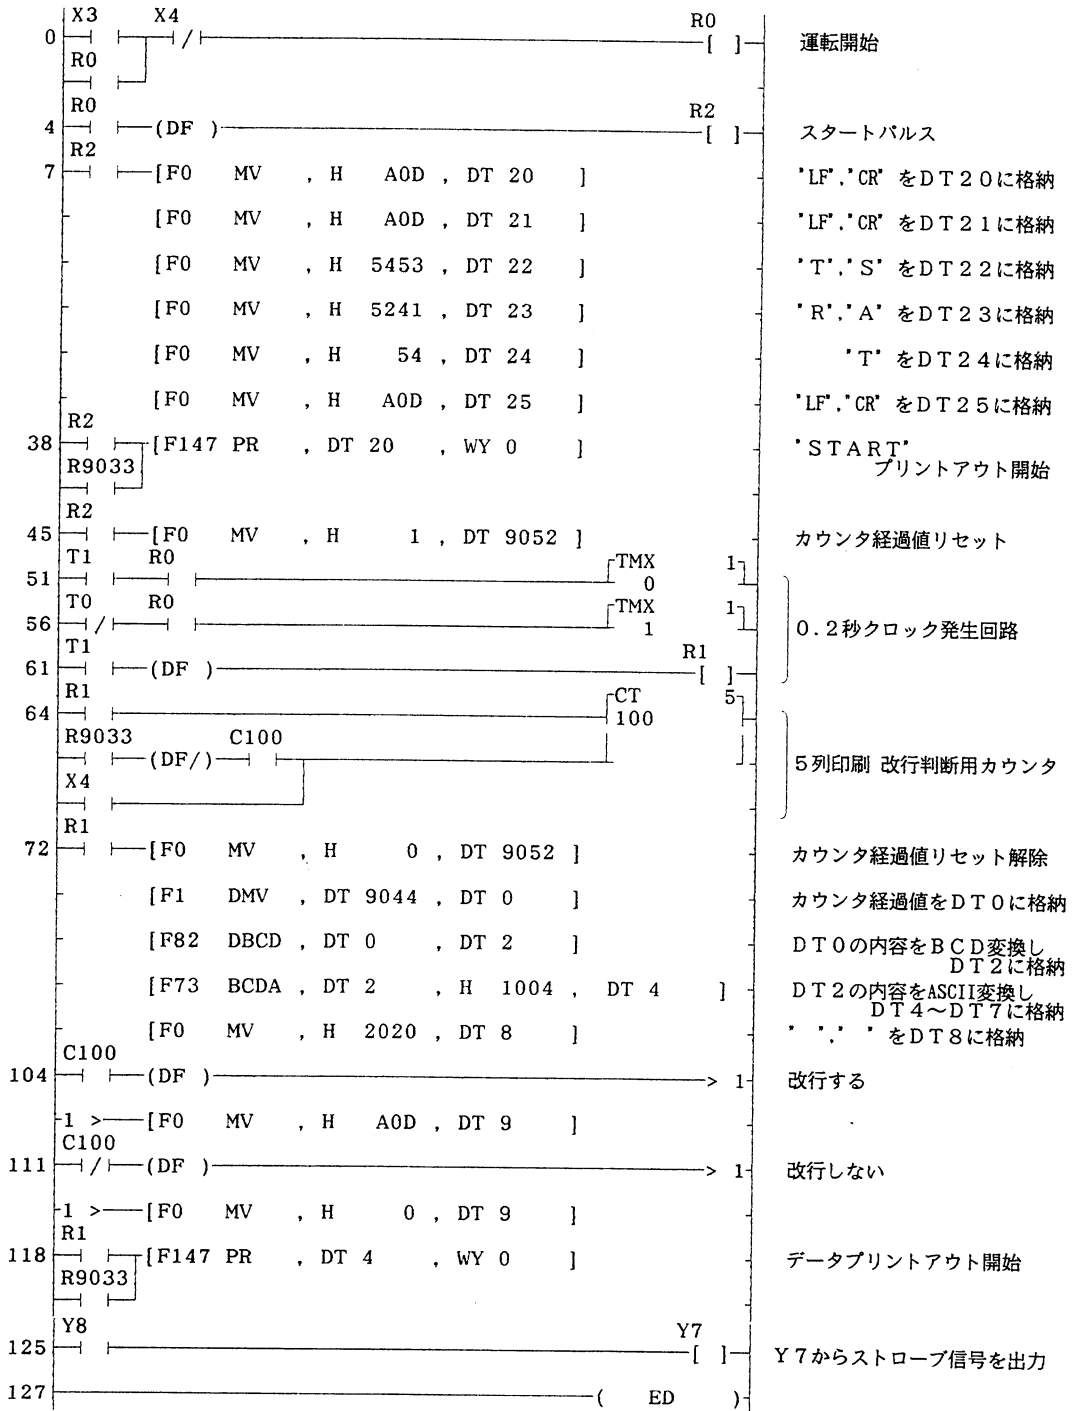 X3 X4 R0
0 [ ] 運転開始
R0
R0 R2
4 (DF ) [ ] スタートパルス
R2
7 [F0 MV , H A0D , DT 20 ] "LF","CR" をDT20に格納
[F0 MV , H A0D , DT 21 ] "LF","CR" をDT21に格納
[F0 MV , H 5453 , DT 22 ] "T","S" をDT22に格納
[F0 MV , H 5241 , DT 23 ] "R","A" をDT23に格納
[F0 MV , H 54 , DT 24 ] "T" をDT24に格納
[F0 MV , H A0D , DT 25 ] "LF","CR" をDT25に格納
R2
38 [F147 PR , DT 20 , WY 0 ] "START"
R9033 プリントアウト開始
R2
45 [F0 MV , H 1 , DT 9052 ] カウンタ経過値リセット
T1 R0 TMX 1
51 0
T0 R0 TMX 1
56 / 1 0.2秒クロック発生回路
T1 R1
61 (DF ) [ ]
R1 CT 5
64 100
R9033 C100
(DF/) 5列印刷 改行判断用カウンタ
X4
R1
72 [F0 MV , H 0 , DT 9052 ] カウンタ経過値リセット解除
[F1 DMV , DT 9044 , DT 0 ] カウンタ経過値をDT0に格納
[F82 DBCD , DT 0 , DT 2 ] DT0の内容をBCD変換し
DT2に格納
[F73 BCDA , DT 2 , H 1004 , DT 4 ] DT2の内容をASCII変換し
DT4～DT7に格納
[F0 MV , H 2020 , DT 8 ] " "," " をDT8に格納
C100
104 (DF ) > 1 改行する
1 > [F0 MV , H A0D , DT 9 ]
C100
111 / (DF ) > 1 改行しない
1 > [F0 MV , H 0 , DT 9 ]
R1
118 [F147 PR , DT 4 , WY 0 ] データプリントアウト開始
R9033
Y8 Y7
125 [ ] Y7からストローブ信号を出力
127 ( ED )